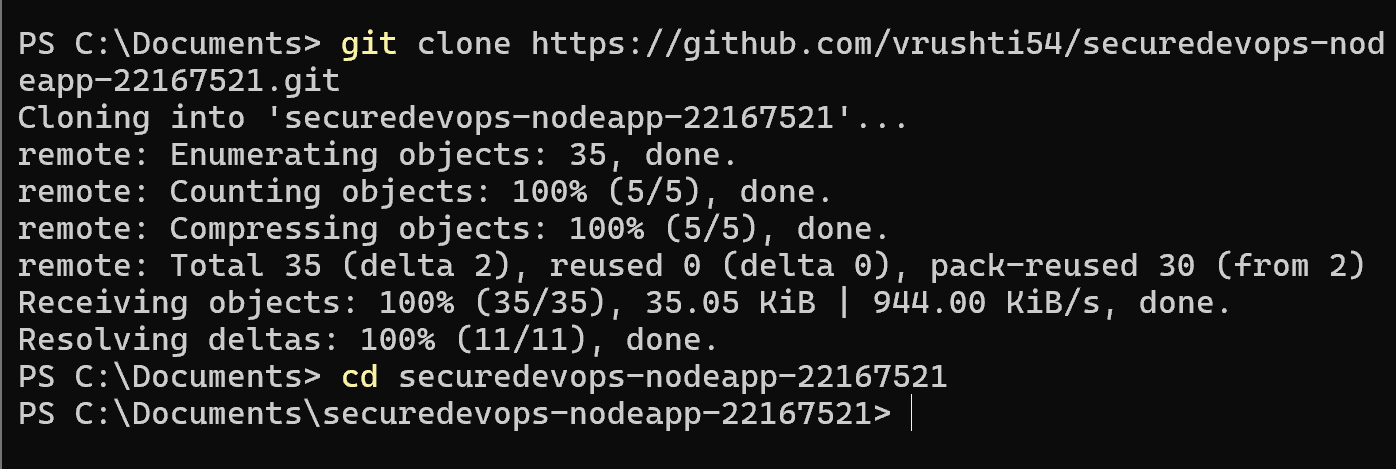 PS C:\Documents> git clone https://github.com/vrushti54/securedevops-nod
eapp-22167521.git
Cloning into 'securedevops-nodeapp-22167521'...
remote: Enumerating objects: 35, done.
remote: Counting objects: 100% (5/5), done.
remote: Compressing objects: 100% (5/5), done.
remote: Total 35 (delta 2), reused 0 (delta 0), pack-reused 30 (from 2)
Receiving objects: 100% (35/35), 35.05 KiB | 944.00 KiB/s, done.
Resolving deltas: 100% (11/11), done.
PS C:\Documents> cd securedevops-nodeapp-22167521
PS C:\Documents\securedevops-nodeapp-22167521>